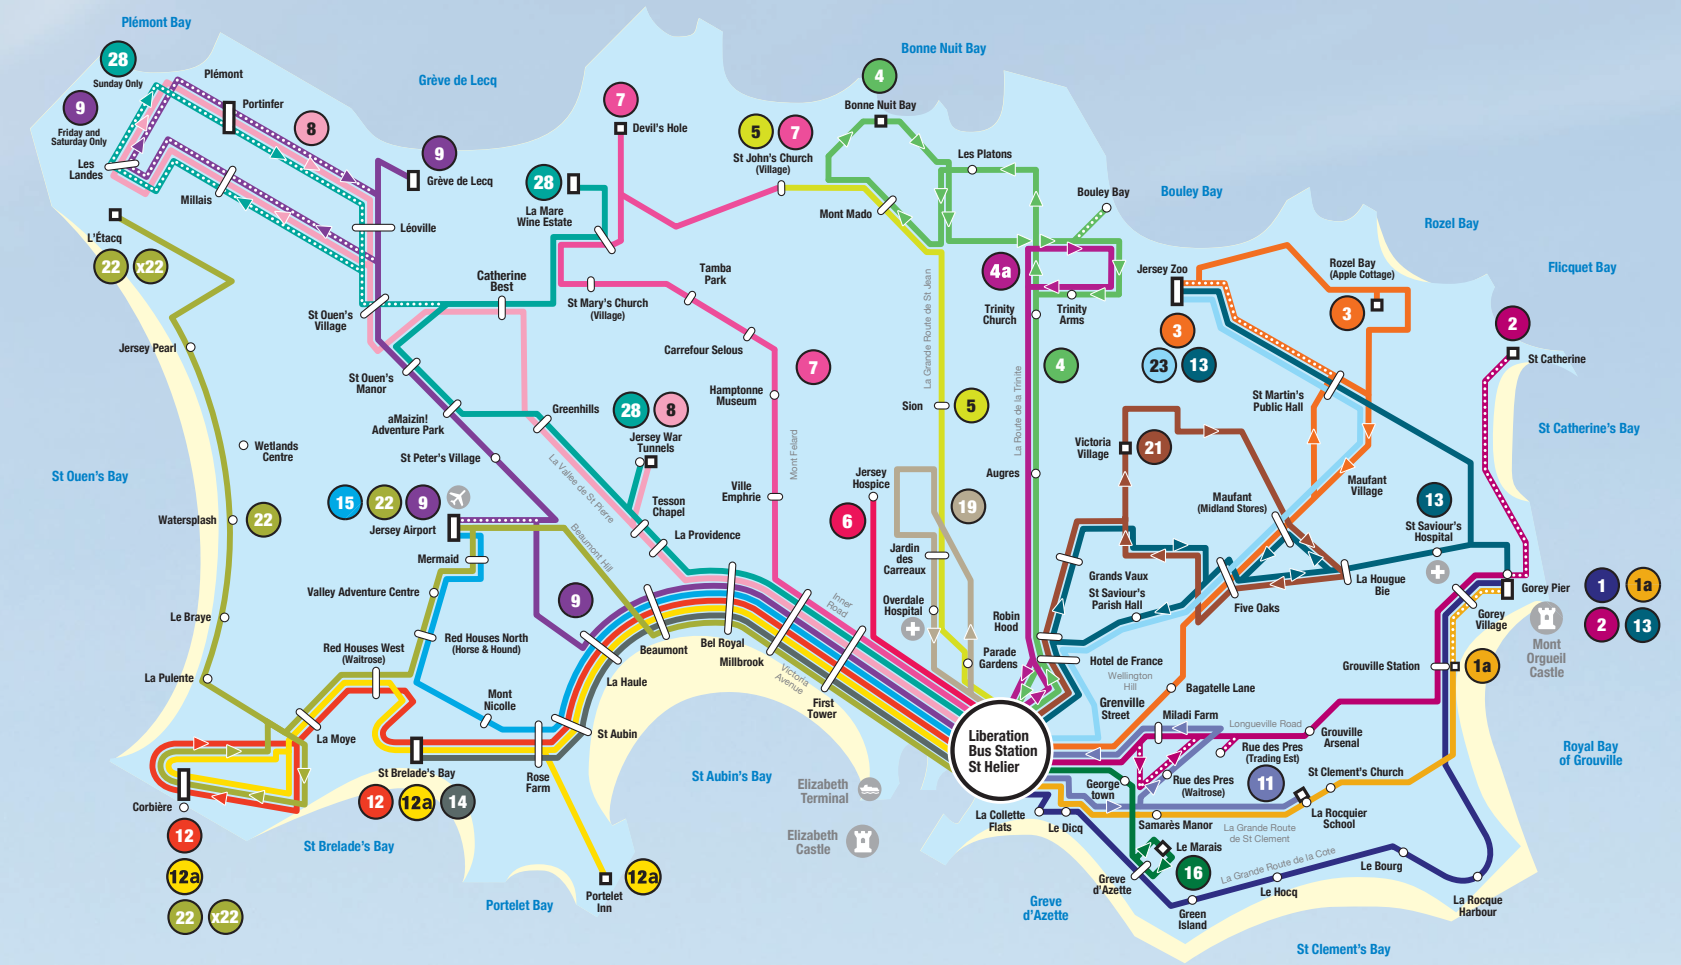 Plémont Bay
28
Sunday Only
Plémont
9
Friday and
Saturday Only
Portinfer
8
Les
Landes
Millais
Grève de Lecq
9
Grève de Lecq
Léoville
L'Étacq
22
x22
7
Devil's Hole
28
La Mare
Wine Estate
5
7
St John's Church
(Village)
Bonne Nuit Bay
4
Bonne Nuit Bay
Mont Mado
Les Platons
Bouley Bay
Bouley Bay
Rozel Bay
Flicquet Bay
Jersey Pearl
St Ouen's
Village
Catherine
Best
St Mary's Church
(Village)
Tamba
Park
Carrefour Selous
7
Hamptonne
Museum
Mont Felard
La Grande Route de St Jean
4a
Trinity
Church
Trinity
Arms
4
La Route de la Trinite
Jersey Zoo
3
23
13
Rozel Bay
(Apple Cottage)
3
2
St Catherine
St Catherine's Bay
St Martin's
Public Hall
Maufant
Village
St Ouen's
Manor
aMaizin!
Adventure Park
Greenhills
28
8
Jersey War
Tunnels
Sion
5
Victoria
Village
21
Augres
Wetlands
Centre
St Ouen's Bay
St Peter's Village
La Vallée de St Pierre
Tesson
Chapel
La Providence
Ville
Emphrie
Jersey
Hospice
6
19
Jardin
des
Carreaux
Maufant
(Midland Stores)
13
St Saviour's
Hospital
Watersplash
22
15
22
9
Jersey Airport
Mermaid
Beaumont Hill
Valley Adventure Centre
9
Inner
Road
Overdale
Hospital
Grands Vaux
St Saviour's
Parish Hall
Five Oaks
La Hougue
Bie
Gorey Pier
Gorey
Village
1
1a
2
13
Mont
Orgueil
Castle
Le Braye
Red Houses North
(Horse & Hound)
Red Houses West
(Waitrose)
La Pulente
Mont
Nicolle
La Moye
La Haule
Beaumont
Bel Royal
Millbrook
Victoria
Avenue
First
Tower
Parade
Gardens
Robin
Hood
Hotel de France
Wellington
Hill
Grenville
Street
Bagatelle Lane
Grouville Station
1a
Corbière
12
12a
22
x22
St Brelade's Bay
12
12a
14
Rose
Farm
St Aubin
St Brelade's Bay
St Aubin's Bay
Portelet Bay
Portelet
Inn
12a
Elizabeth
Terminal
Elizabeth
Castle
Liberation
Bus Station
St Helier
Miladi Farm
Longueville Road
Grouville
Arsenal
Rue des Pres
(Trading Est)
Rue des Pres
(Waitrose)
11
St Clement's Church
La Rocquier
School
George
town
La Collette
Flats
Le Dicq
Samarès Manor
La Grande Route
de St Clement
Le Marais
16
Greve
d'Azette
Greve
d'Azette
Green
Island
La Grande Route de la Cote
Le Hocq
Le Bourg
La Rocque
Harbour
Royal Bay
of Grouville
St Clement's Bay